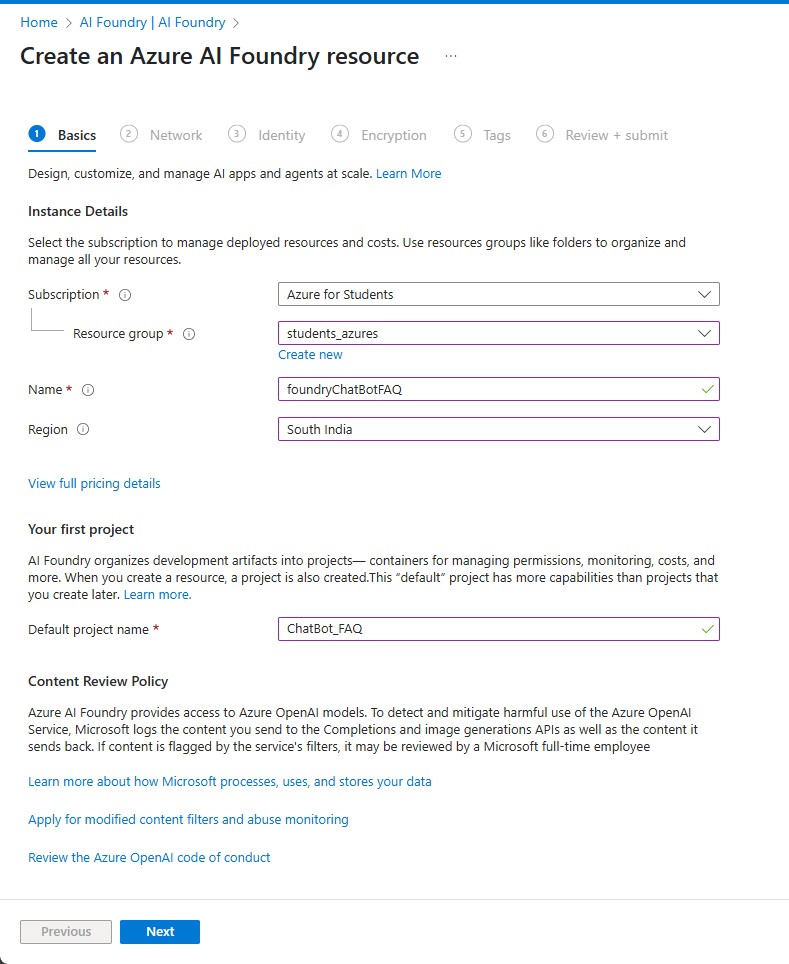 Home > AI Foundry | AI Foundry >
Create an Azure AI Foundry resource ...
1 Basics 2 Network 3 Identity 4 Encryption 5 Tags 6 Review + submit
Design, customize, and manage AI apps and agents at scale. Learn More
Instance Details
Select the subscription to manage deployed resources and costs. Use resources groups like folders to organize and
manage all your resources.
Subscription * Azure for Students
Resource group * students_azures
Create new
Name * foundryChatBotFAQ
Region South India
View full pricing details
Your first project
AI Foundry organizes development artifacts into projects— containers for managing permissions, monitoring, costs, and
more. When you create a resource, a project is also created.This “default” project has more capabilities than projects that
you create later. Learn more.
Default project name * ChatBot_FAQ
Content Review Policy
Azure AI Foundry provides access to Azure OpenAI models. To detect and mitigate harmful use of the Azure OpenAI
Service, Microsoft logs the content you send to the Completions and image generations APIs as well as the content it
sends back. If content is flagged by the service's filters, it may be reviewed by a Microsoft full-time employee
Learn more about how Microsoft processes, uses, and stores your data
Apply for modified content filters and abuse monitoring
Review the Azure OpenAI code of conduct
Previous Next